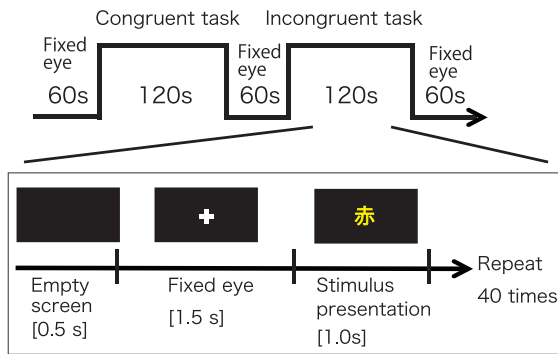 Congruent task
Incongruent task
Fixed
eye
Fixed
eye
Fixed
eye
60s
120s
60s
120s
60s
赤
Empty
screen
[0.5 s]
Fixed eye
[1.5 s]
Stimulus
presentation
[1.0s]
Repeat
40 times